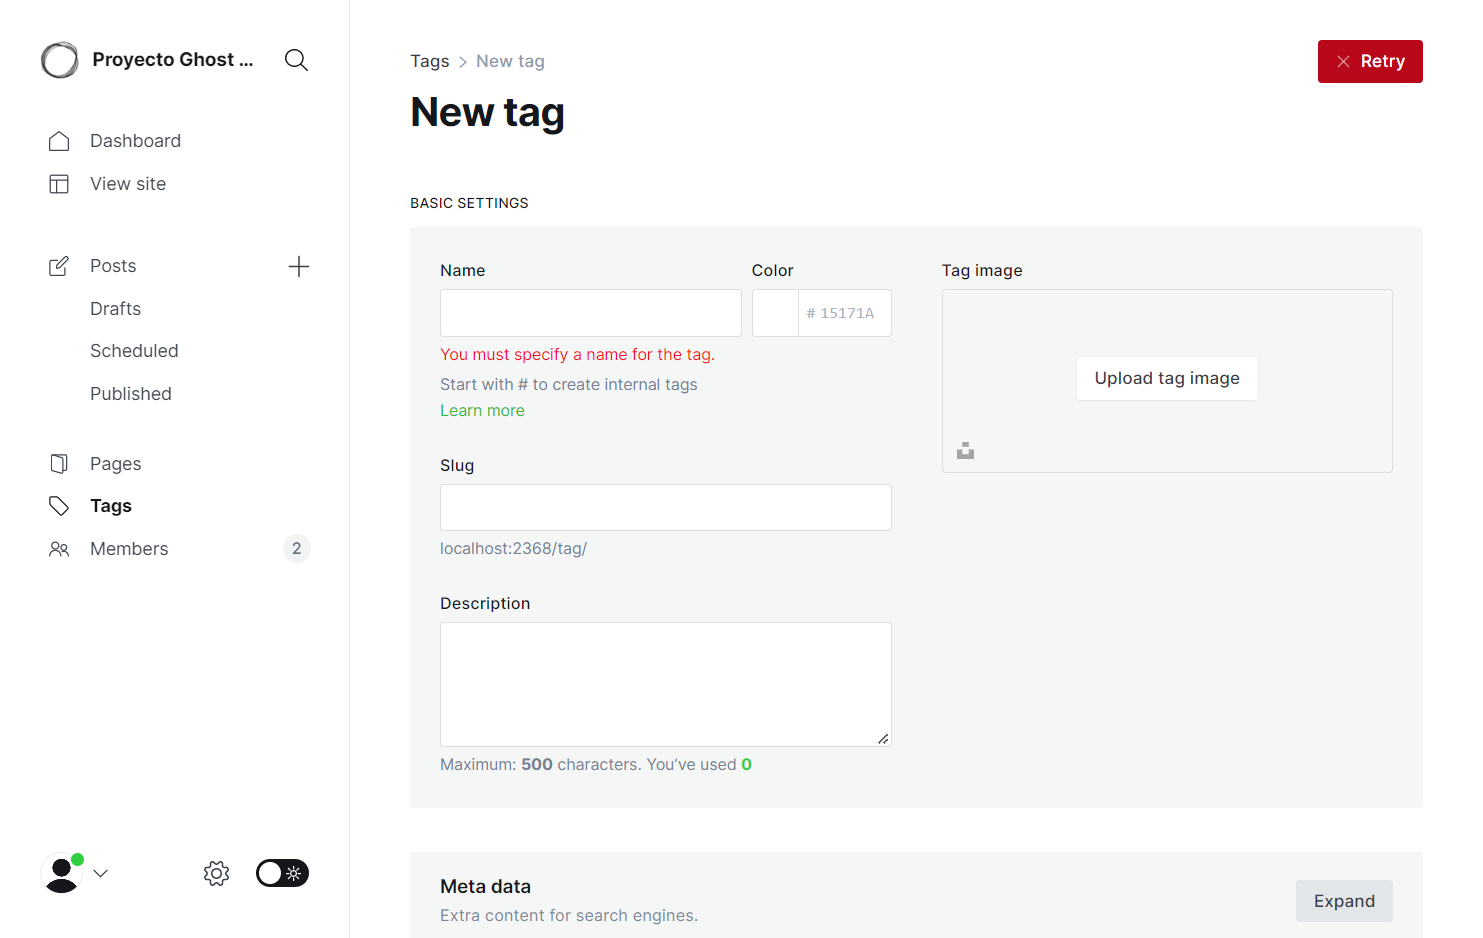 Proyecto Ghost ...
Dashboard
View site
Posts
Drafts
Scheduled
Published
Pages
Tags
Members
2
Tags > New tag
Retry
New tag
BASIC SETTINGS
Name
You must specify a name for the tag.
Start with # to create internal tags
Learn more
Color
# 15171A
Slug
localhost:2368/tag/
Description
Maximum: 500 characters. You’ve used 0
Tag image
Upload tag image
Meta data
Extra content for search engines.
Expand